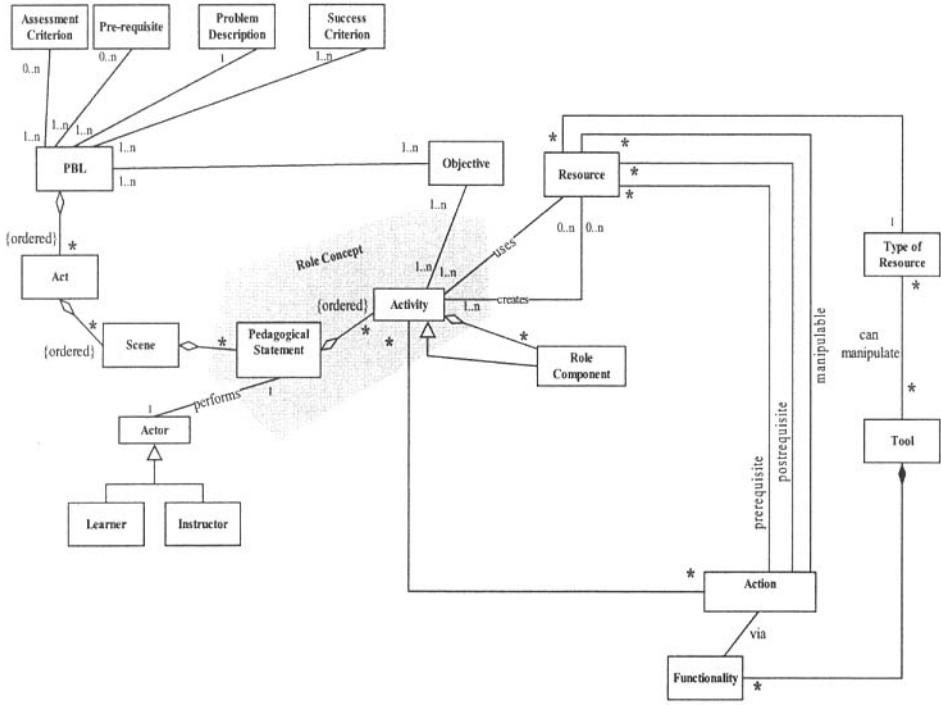 Assessment
Criterion
Pre-requisite
Problem
Description
Success
Criterion
0..n
0..n
1
1..n
1..n
1..n
1..n
1..n
1..n
1..n
PBL
Objective
Resource
*
*
*
*
1..n
0..n
0..n
1
Type of
Resource
*
{ordered}
*
Act
Role Concept
1..n
1..n
uses
{ordered}
Activity
creates
1..n
*
*
*
*
{ordered}
Scene
*
Pedagogical
Statement
Role
Component
can
manipulate
manipulable
postrequisite
prerequisite
*
Tool
1
performs
1
Actor
Learner
Instructor
*
Action
via
Functionality
*